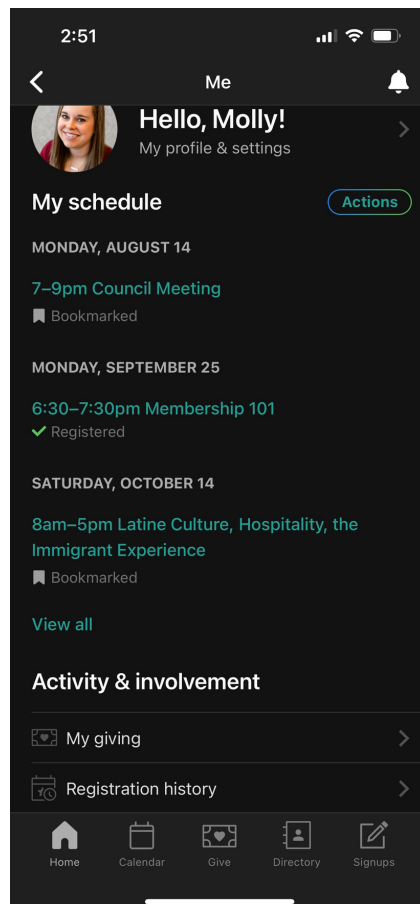 2:51
Me
Hello, Molly!
My profile & settings
My schedule
Actions
MONDAY, AUGUST 14
7–9pm Council Meeting
Bookmarked
MONDAY, SEPTEMBER 25
6:30–7:30pm Membership 101
Registered
SATURDAY, OCTOBER 14
8am–5pm Latine Culture, Hospitality, the
Immigrant Experience
Bookmarked
View all
Activity & involvement
My giving
Registration history
Home
Calendar
Give
Directory
Signups